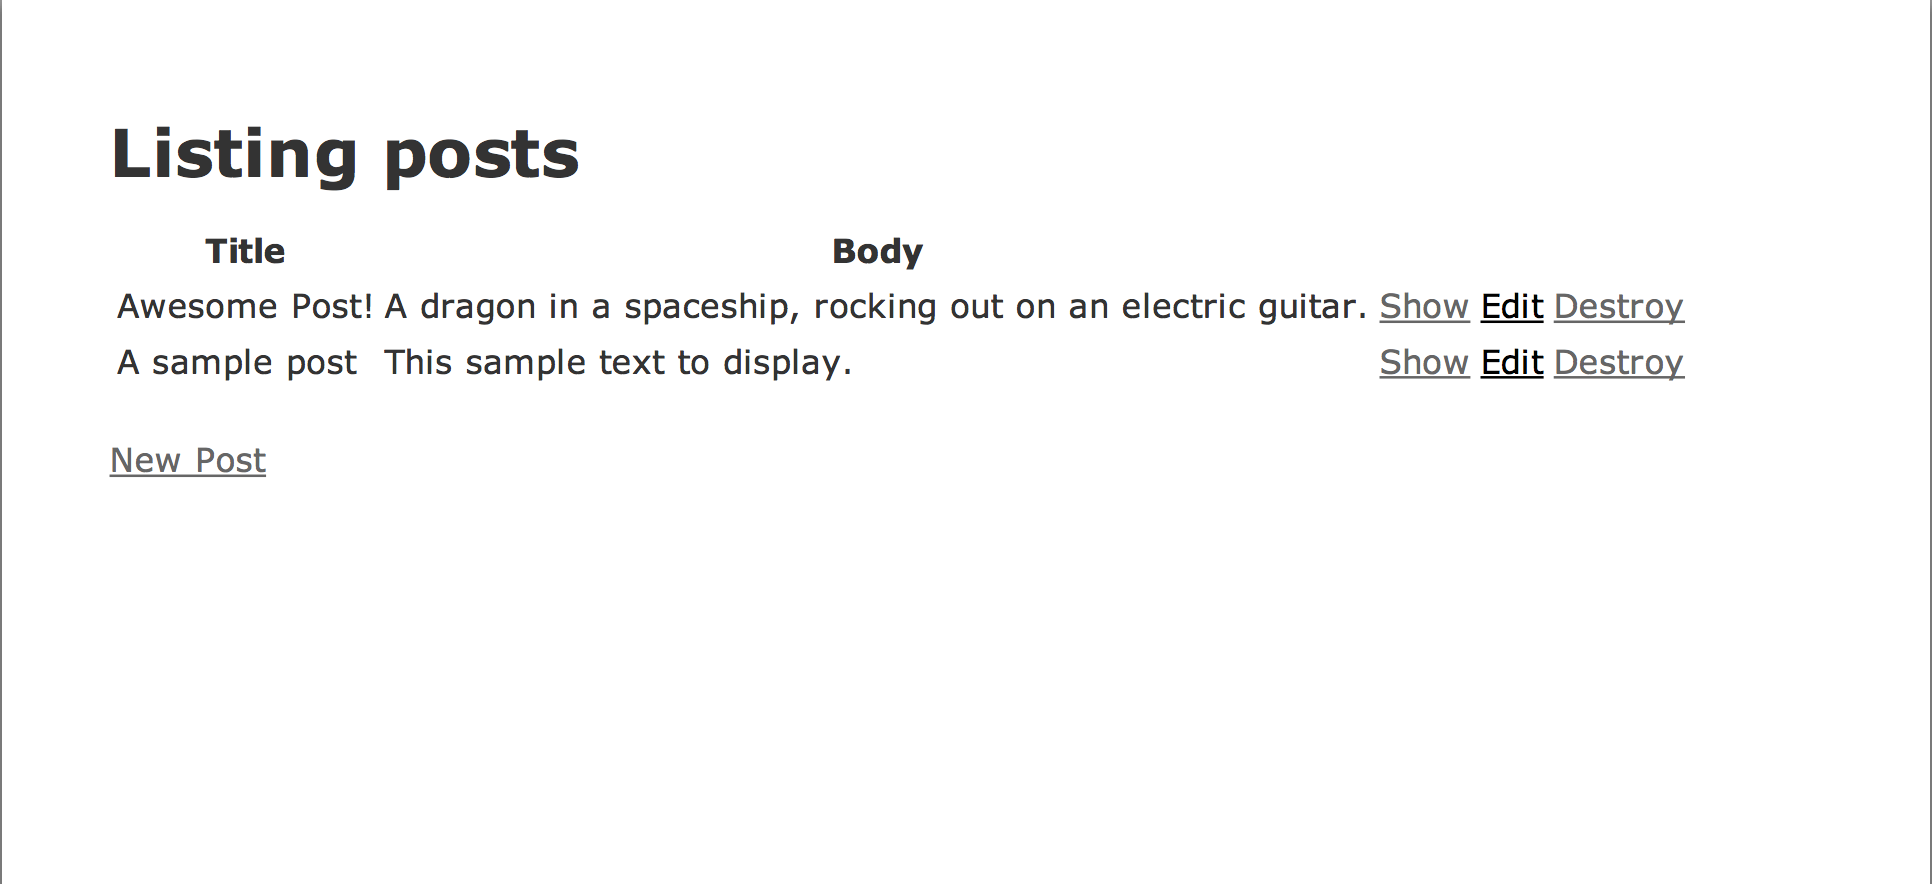 Listing posts
Title Body
Awesome Post! A dragon in a spaceship, rocking out on an electric guitar. Show Edit Destroy
A sample post This sample text to display. Show Edit Destroy
New Post